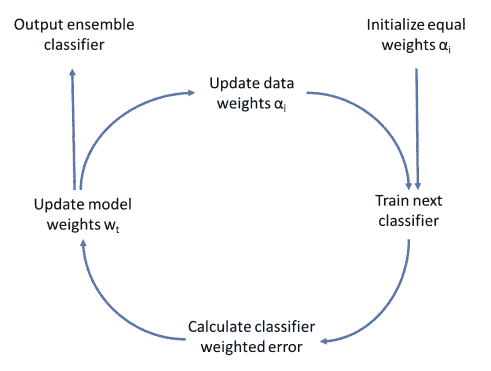 Output ensemble
classifier
Initialize equal
weights αᵢ
Update data
weights αᵢ
Update model
weights wₜ
Train next
classifier
Calculate classifier
weighted error